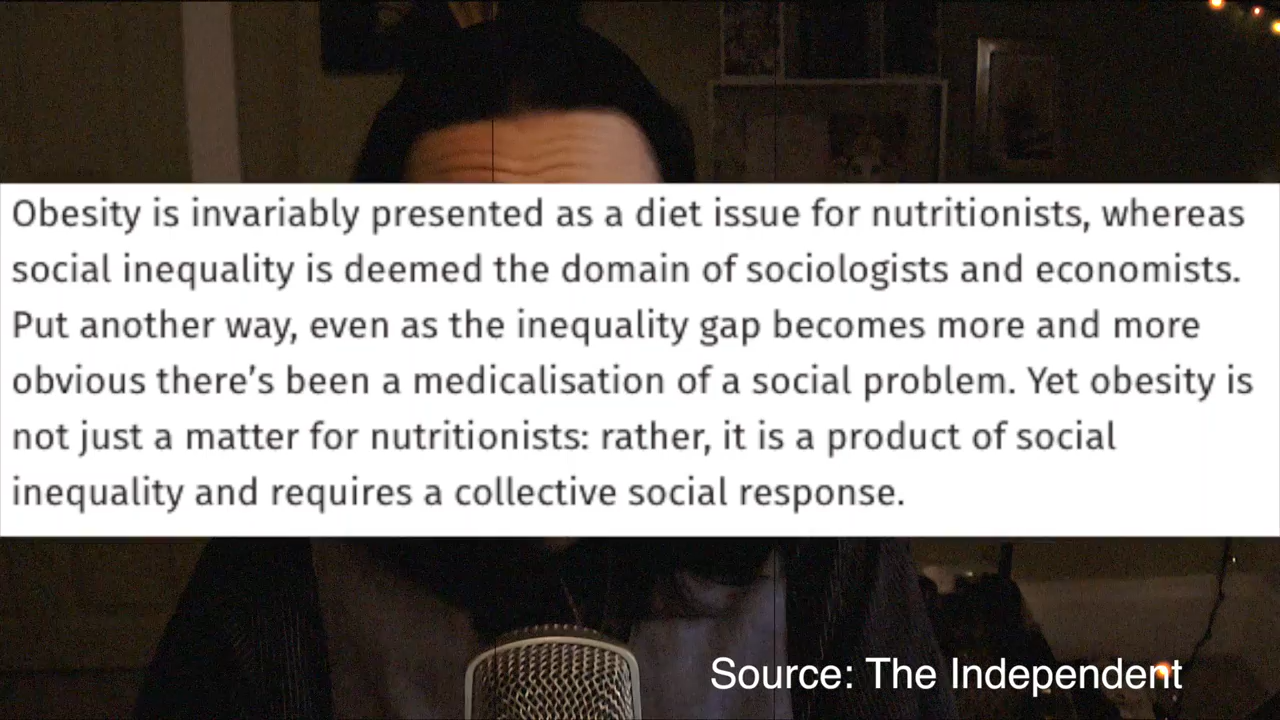 Obesity is invariably presented as a diet issue for nutritionists, whereas
social inequality is deemed the domain of sociologists and economists.
Put another way, even as the inequality gap becomes more and more
obvious there’s been a medicalisation of a social problem. Yet obesity is
not just a matter for nutritionists: rather, it is a product of social
inequality and requires a collective social response.
Source: The Independent